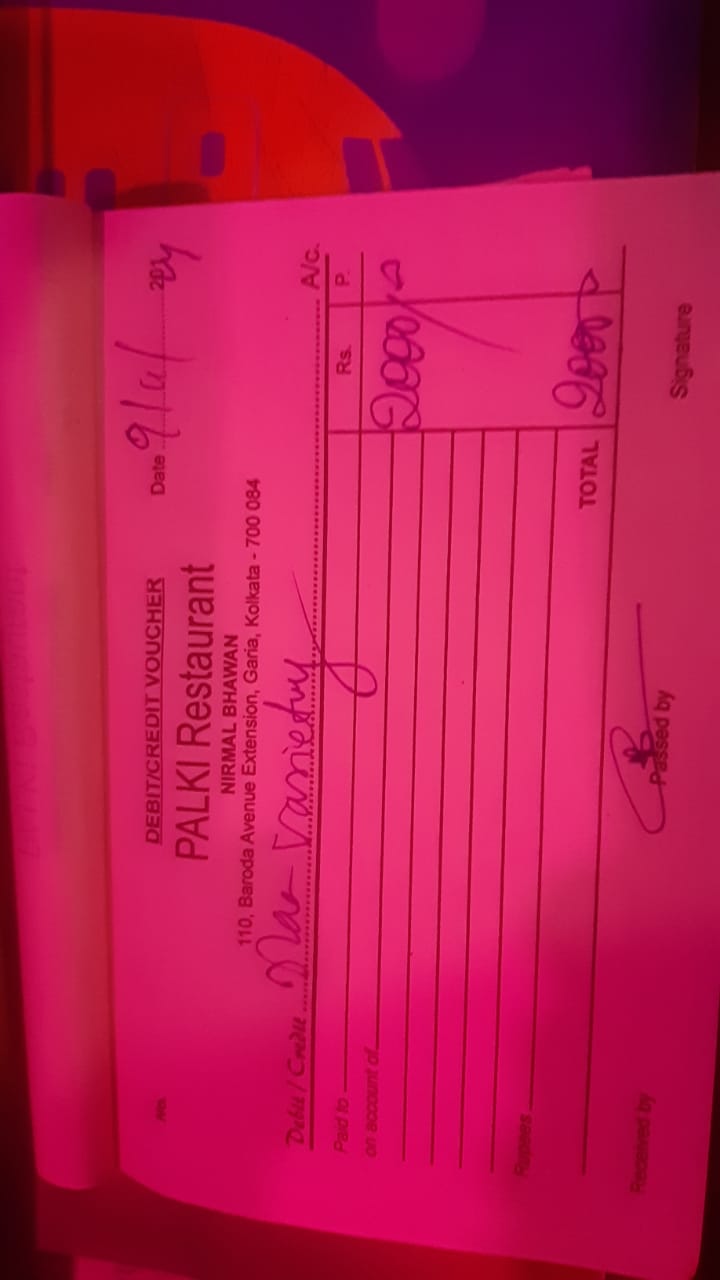 No.
DEBIT/CREDIT VOUCHER
Date 9/4/2024
PALKI Restaurant
NIRMAL BHAWAN
110, Baroda Avenue Extension, Garia, Kolkata - 700 084
Debit / Credit Variety A/c.
Paid to Rs. P.
on account of
2000/-
Rupees
TOTAL 2000
Received by Passed by Signature